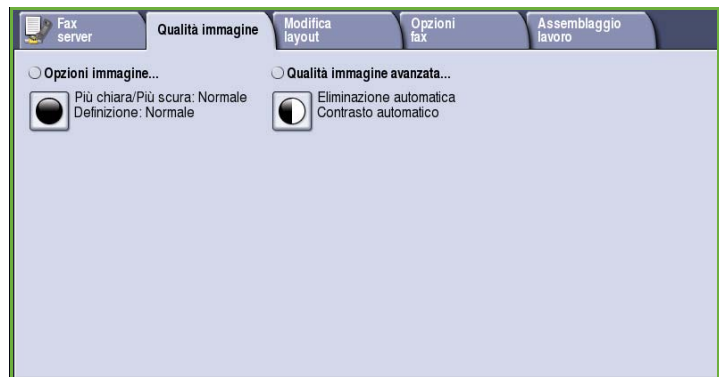 Fax server
Qualità immagine
Modifica layout
Opzioni fax
Assemblaggio lavoro
Opzioni immagine...
Più chiara/Più scura: Normale
Definizione: Normale
Qualità immagine avanzata...
Eliminazione automatica
Contrasto automatico